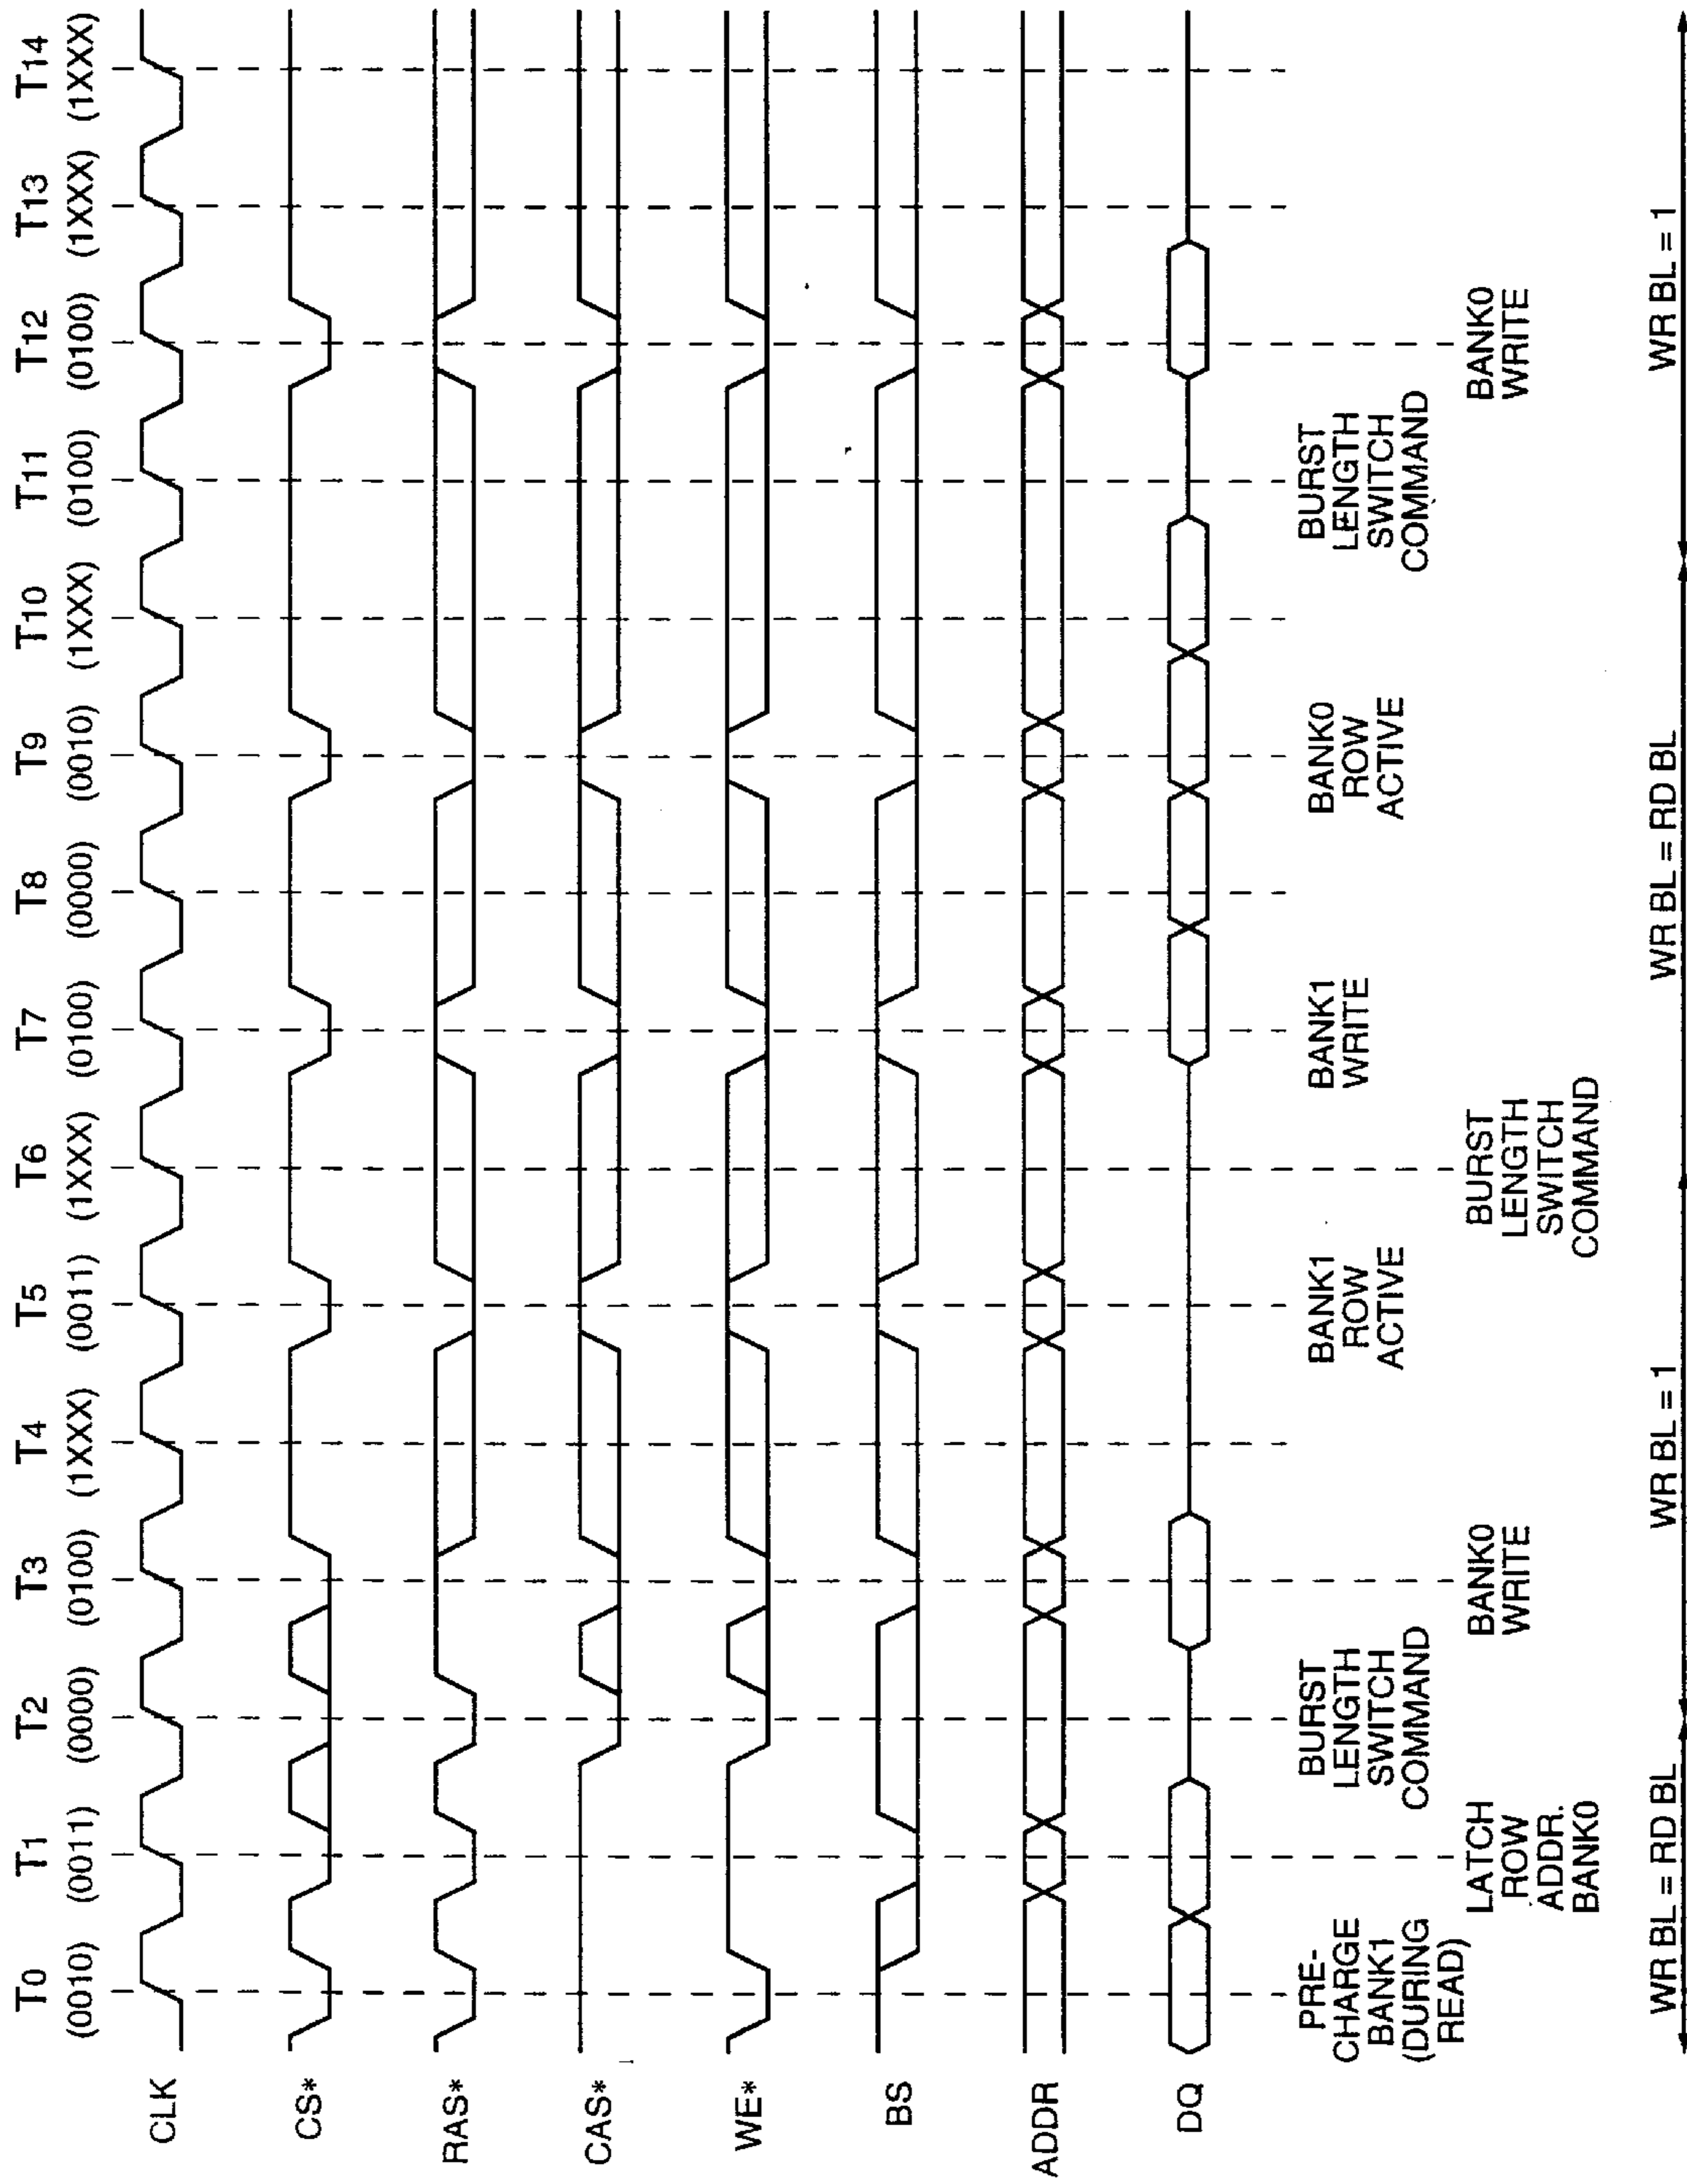 T0 T1 T2 T3 T4 T5 T6 T7 T8 T9 T10 T11 T12 T13 T14
(0010) (0011) (0000) (0100) (1XXX) (0011) (1XXX) (0100) (0000) (0010) (1XXX) (0100) (0100) (1XXX) (1XXX)
CLK
CS*
RAS*
CAS*
WE*
BS
ADDR
DQ
PRE-
CHARGE
BANK1
(DURING
READ)
LATCH
ROW
ADDR.
BANK0
BURST
LENGTH
SWITCH
COMMAND
BANK0
WRITE
BANK1
ROW
ACTIVE
BURST
LENGTH
SWITCH
COMMAND
BANK1
WRITE
BANK0
ROW
ACTIVE
BURST
LENGTH
SWITCH
COMMAND
BANK0
WRITE
WR BL = RD BL
WR BL = 1
WR BL = RD BL
WR BL = 1